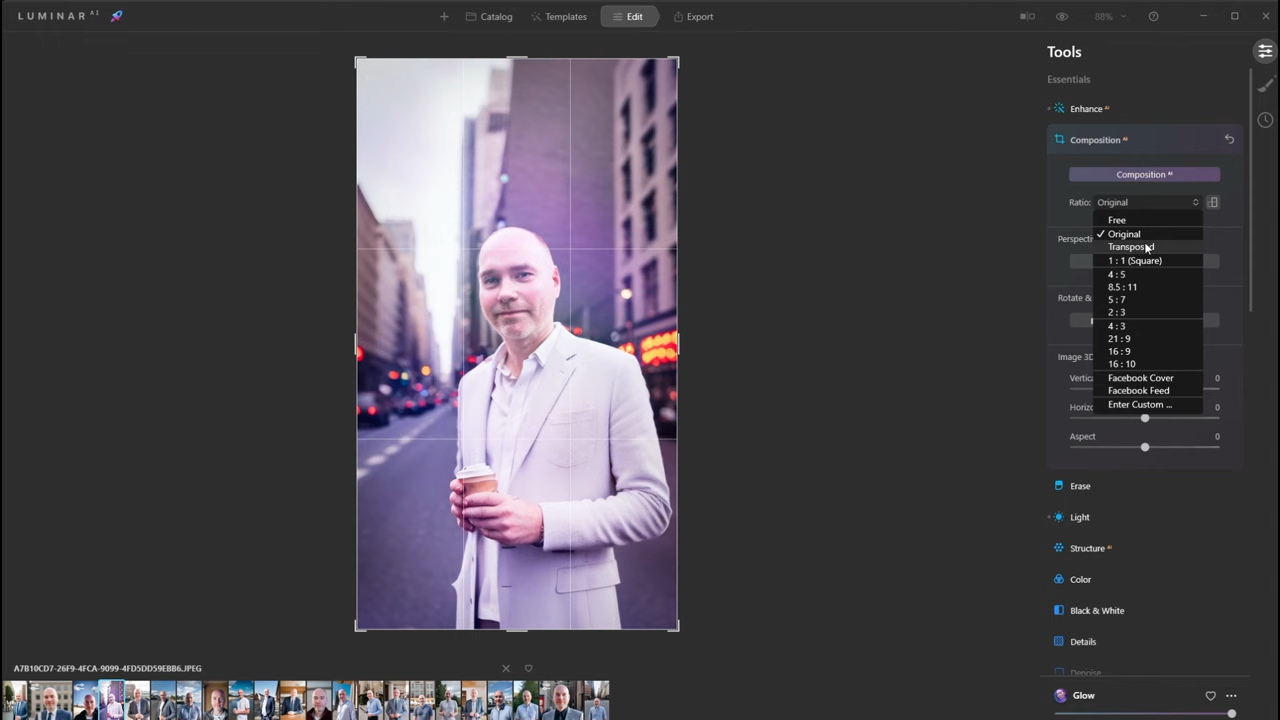 LUMINAR AI
Catalog
Templates
Edit
Export
88%
Tools
Essentials
Enhance AI
Composition AI
Composition AI
Ratio: Original
Free
✓ Original
Transposed
1 : 1 (Square)
4 : 5
8.5 : 11
5 : 7
2 : 3
4 : 3
21 : 9
16 : 9
16 : 10
Facebook Cover
Facebook Feed
Enter Custom ...
Perspecti
Rotate &
Image 3D
Vertic 0
Horiz 0
Aspect 0
Erase
Light
Structure AI
Color
Black & White
Details
Denoise
A7B10CD7-26F9-4FCA-9099-4FD5DD59EBB6.JPEG
Glow